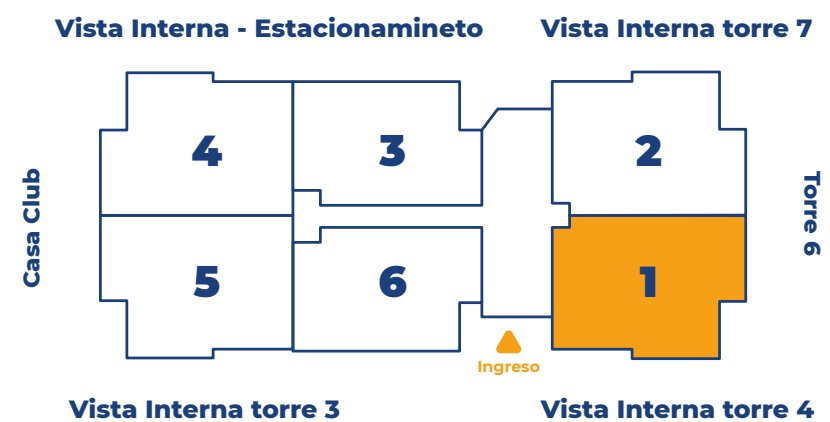 Vista Interna - Estacionamineto
Vista Interna torre 7
4
3
2
Casa Club
Torre 6
5
6
1
Ingreso
Vista Interna torre 3
Vista Interna torre 4